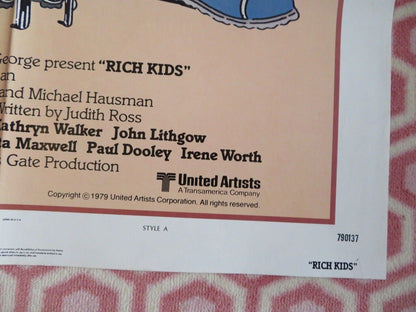 George present "RICH KIDS"
an
and Michael Hausman
Written by Judith Ross
Kathryn Walker John Lithgow
Maxwell Paul Dooley Irene Worth
Gate Production
United Artists
A Transamerica Company
Copyright © 1979 United Artists Corporation. All rights reserved.
STYLE A
790137
"RICH KIDS"